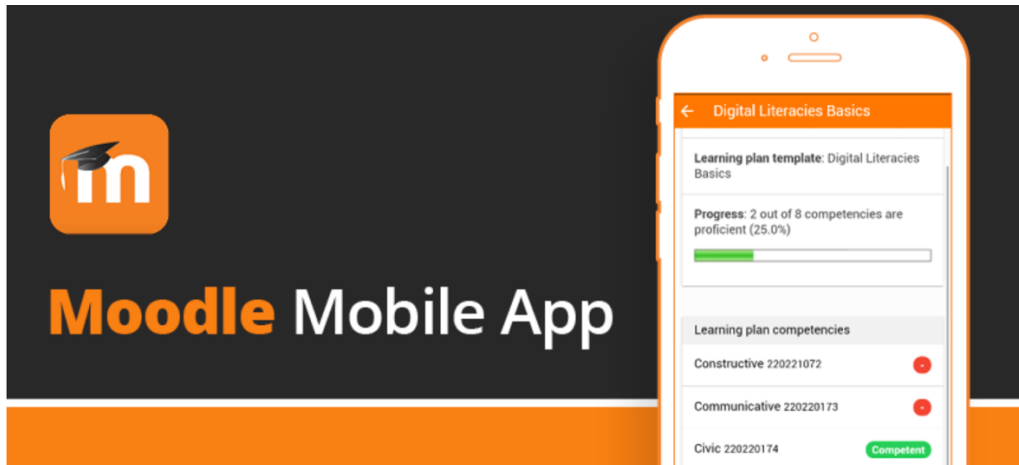 m
Moodle Mobile App
Digital Literacies Basics
Learning plan template: Digital Literacies
Basics
Progress: 2 out of 8 competencies are
proficient (25.0%)
Learning plan competencies
Constructive 220221072
-
Communicative 220220173
-
Civic 220220174
Competent